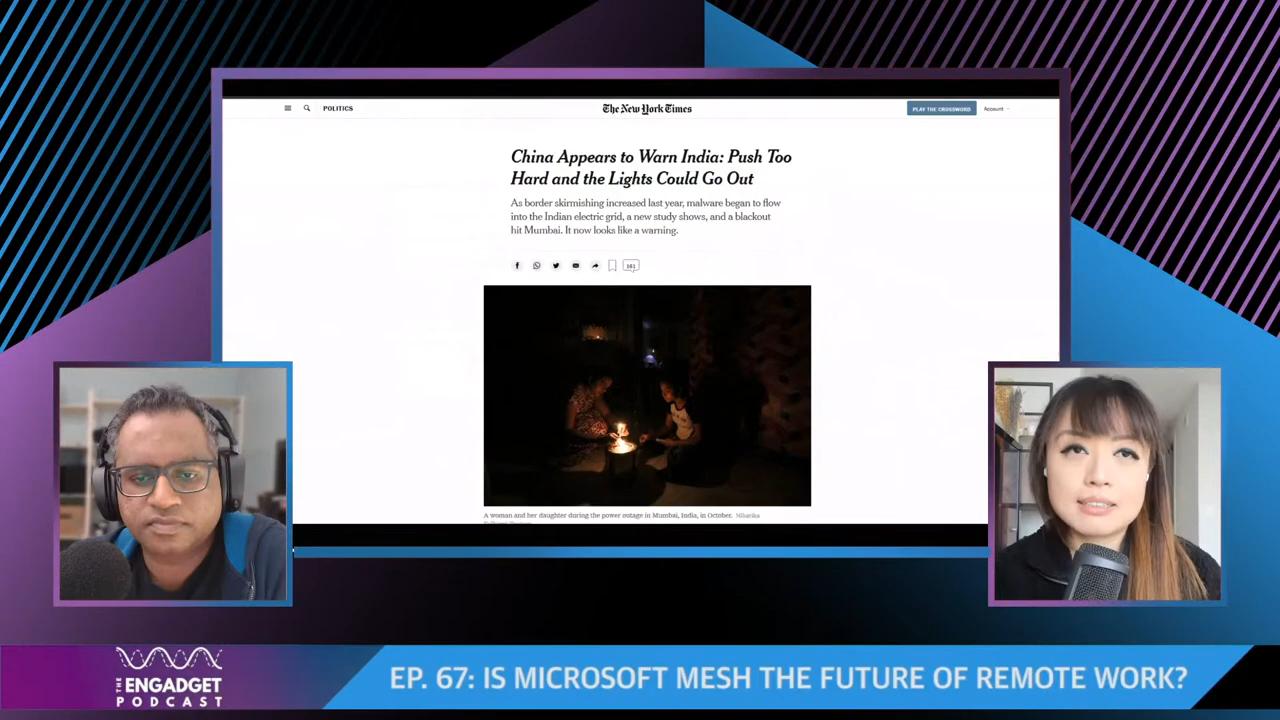 POLITICS
The New York Times
PLAY THE CROSSWORD
Account
China Appears to Warn India: Push Too
Hard and the Lights Could Go Out
As border skirmishing increased last year, malware began to flow
into the Indian electric grid, a new study shows, and a blackout
hit Mumbai. It now looks like a warning.
161
A woman and her daughter during the power outage in Mumbai, India, in October. Niharika
THE ENGADGET
PODCAST
EP. 67: IS MICROSOFT MESH THE FUTURE OF REMOTE WORK?